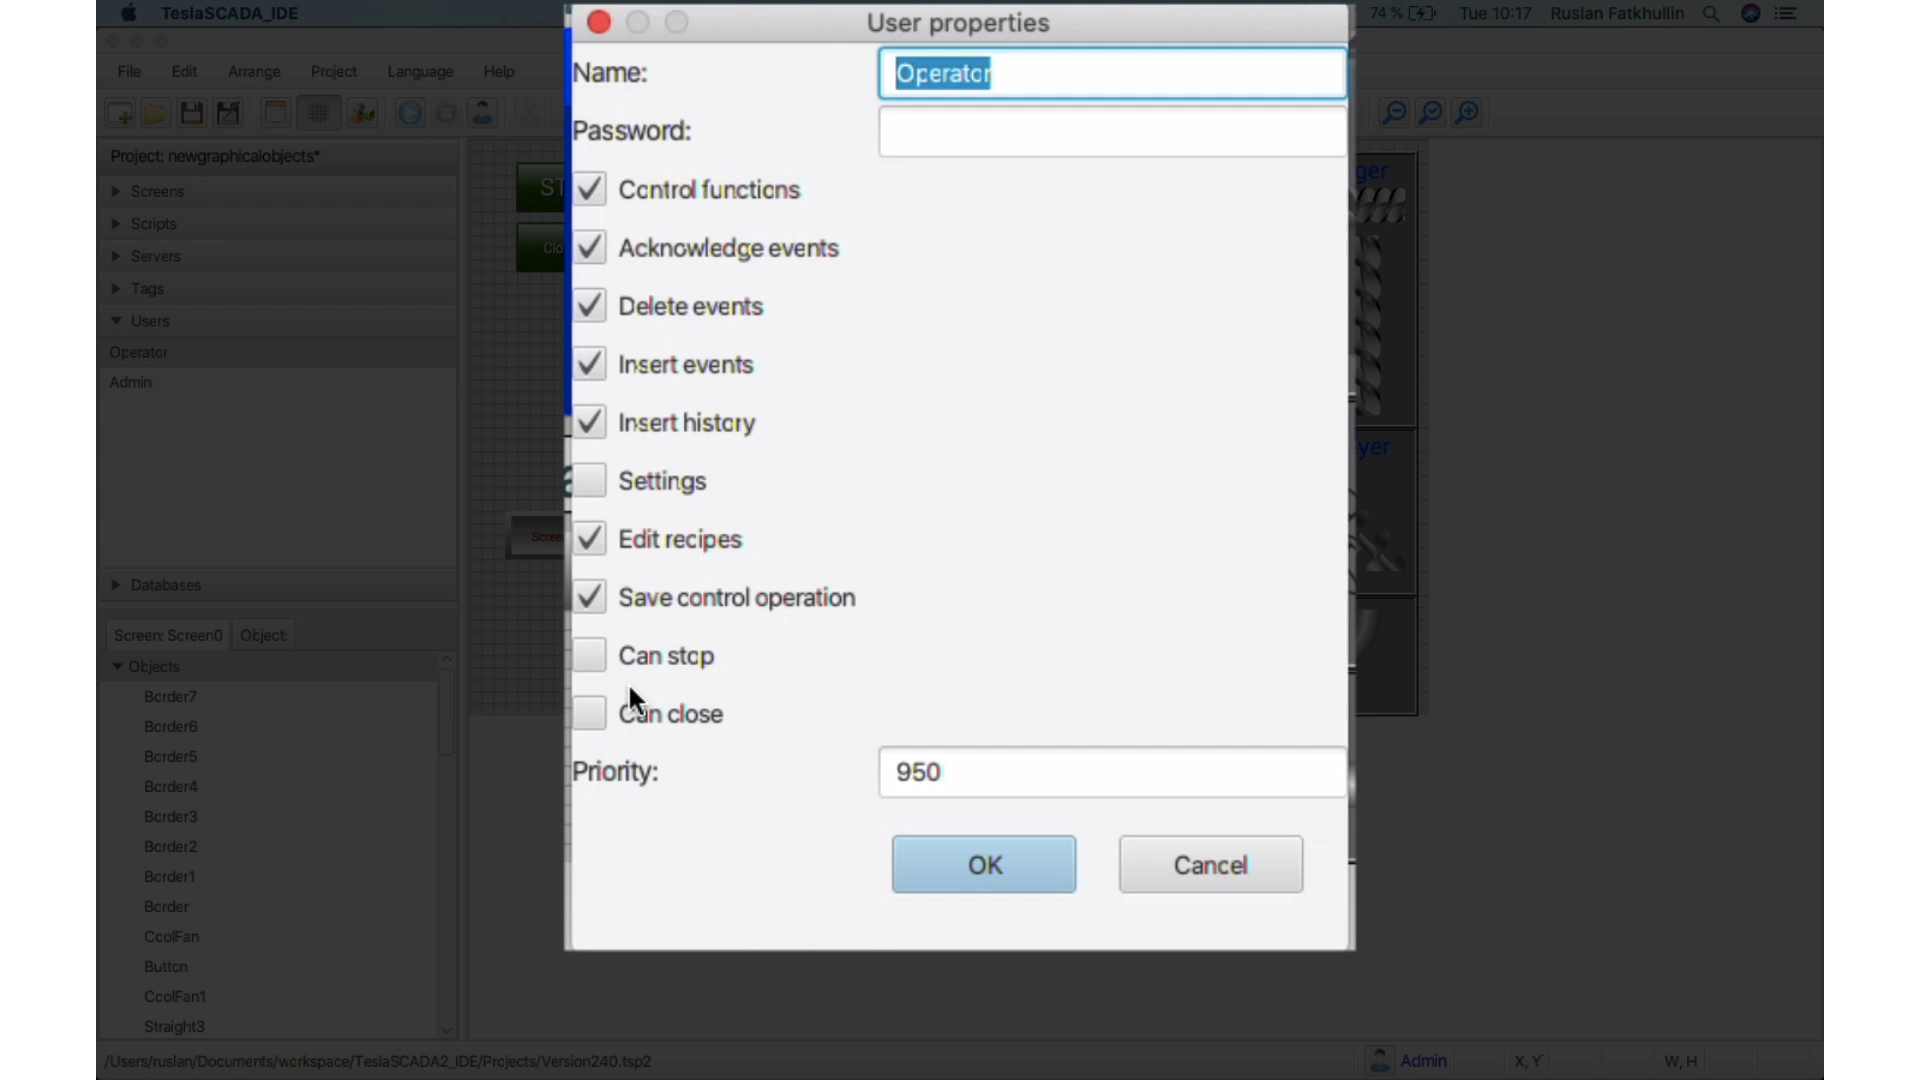 TeslaSCADA_IDE
74 %
Tue 10:17 Ruslan Fatkhullin
User properties
File Edit Arrange Project Language Help
Name: Operator
Password:
Control functions
Acknowledge events
Delete events
Insert events
Insert history
Settings
Edit recipes
Save control operation
Can stop
Can close
Priority: 950
OK Cancel
Project: newgraphicalobjects*
Screens
Scripts
Servers
Tags
Users
Operator
Admin
Databases
Screen: Screen0 Object:
Objects
Border7
Border6
Border5
Border4
Border3
Border2
Border1
Border
CoolFan
Button
CoolFan1
Straight3
/Users/ruslan/Documents/workspace/TeslaSCADA2_IDE/Projects/Version240.tsp2
Admin X, Y W, H